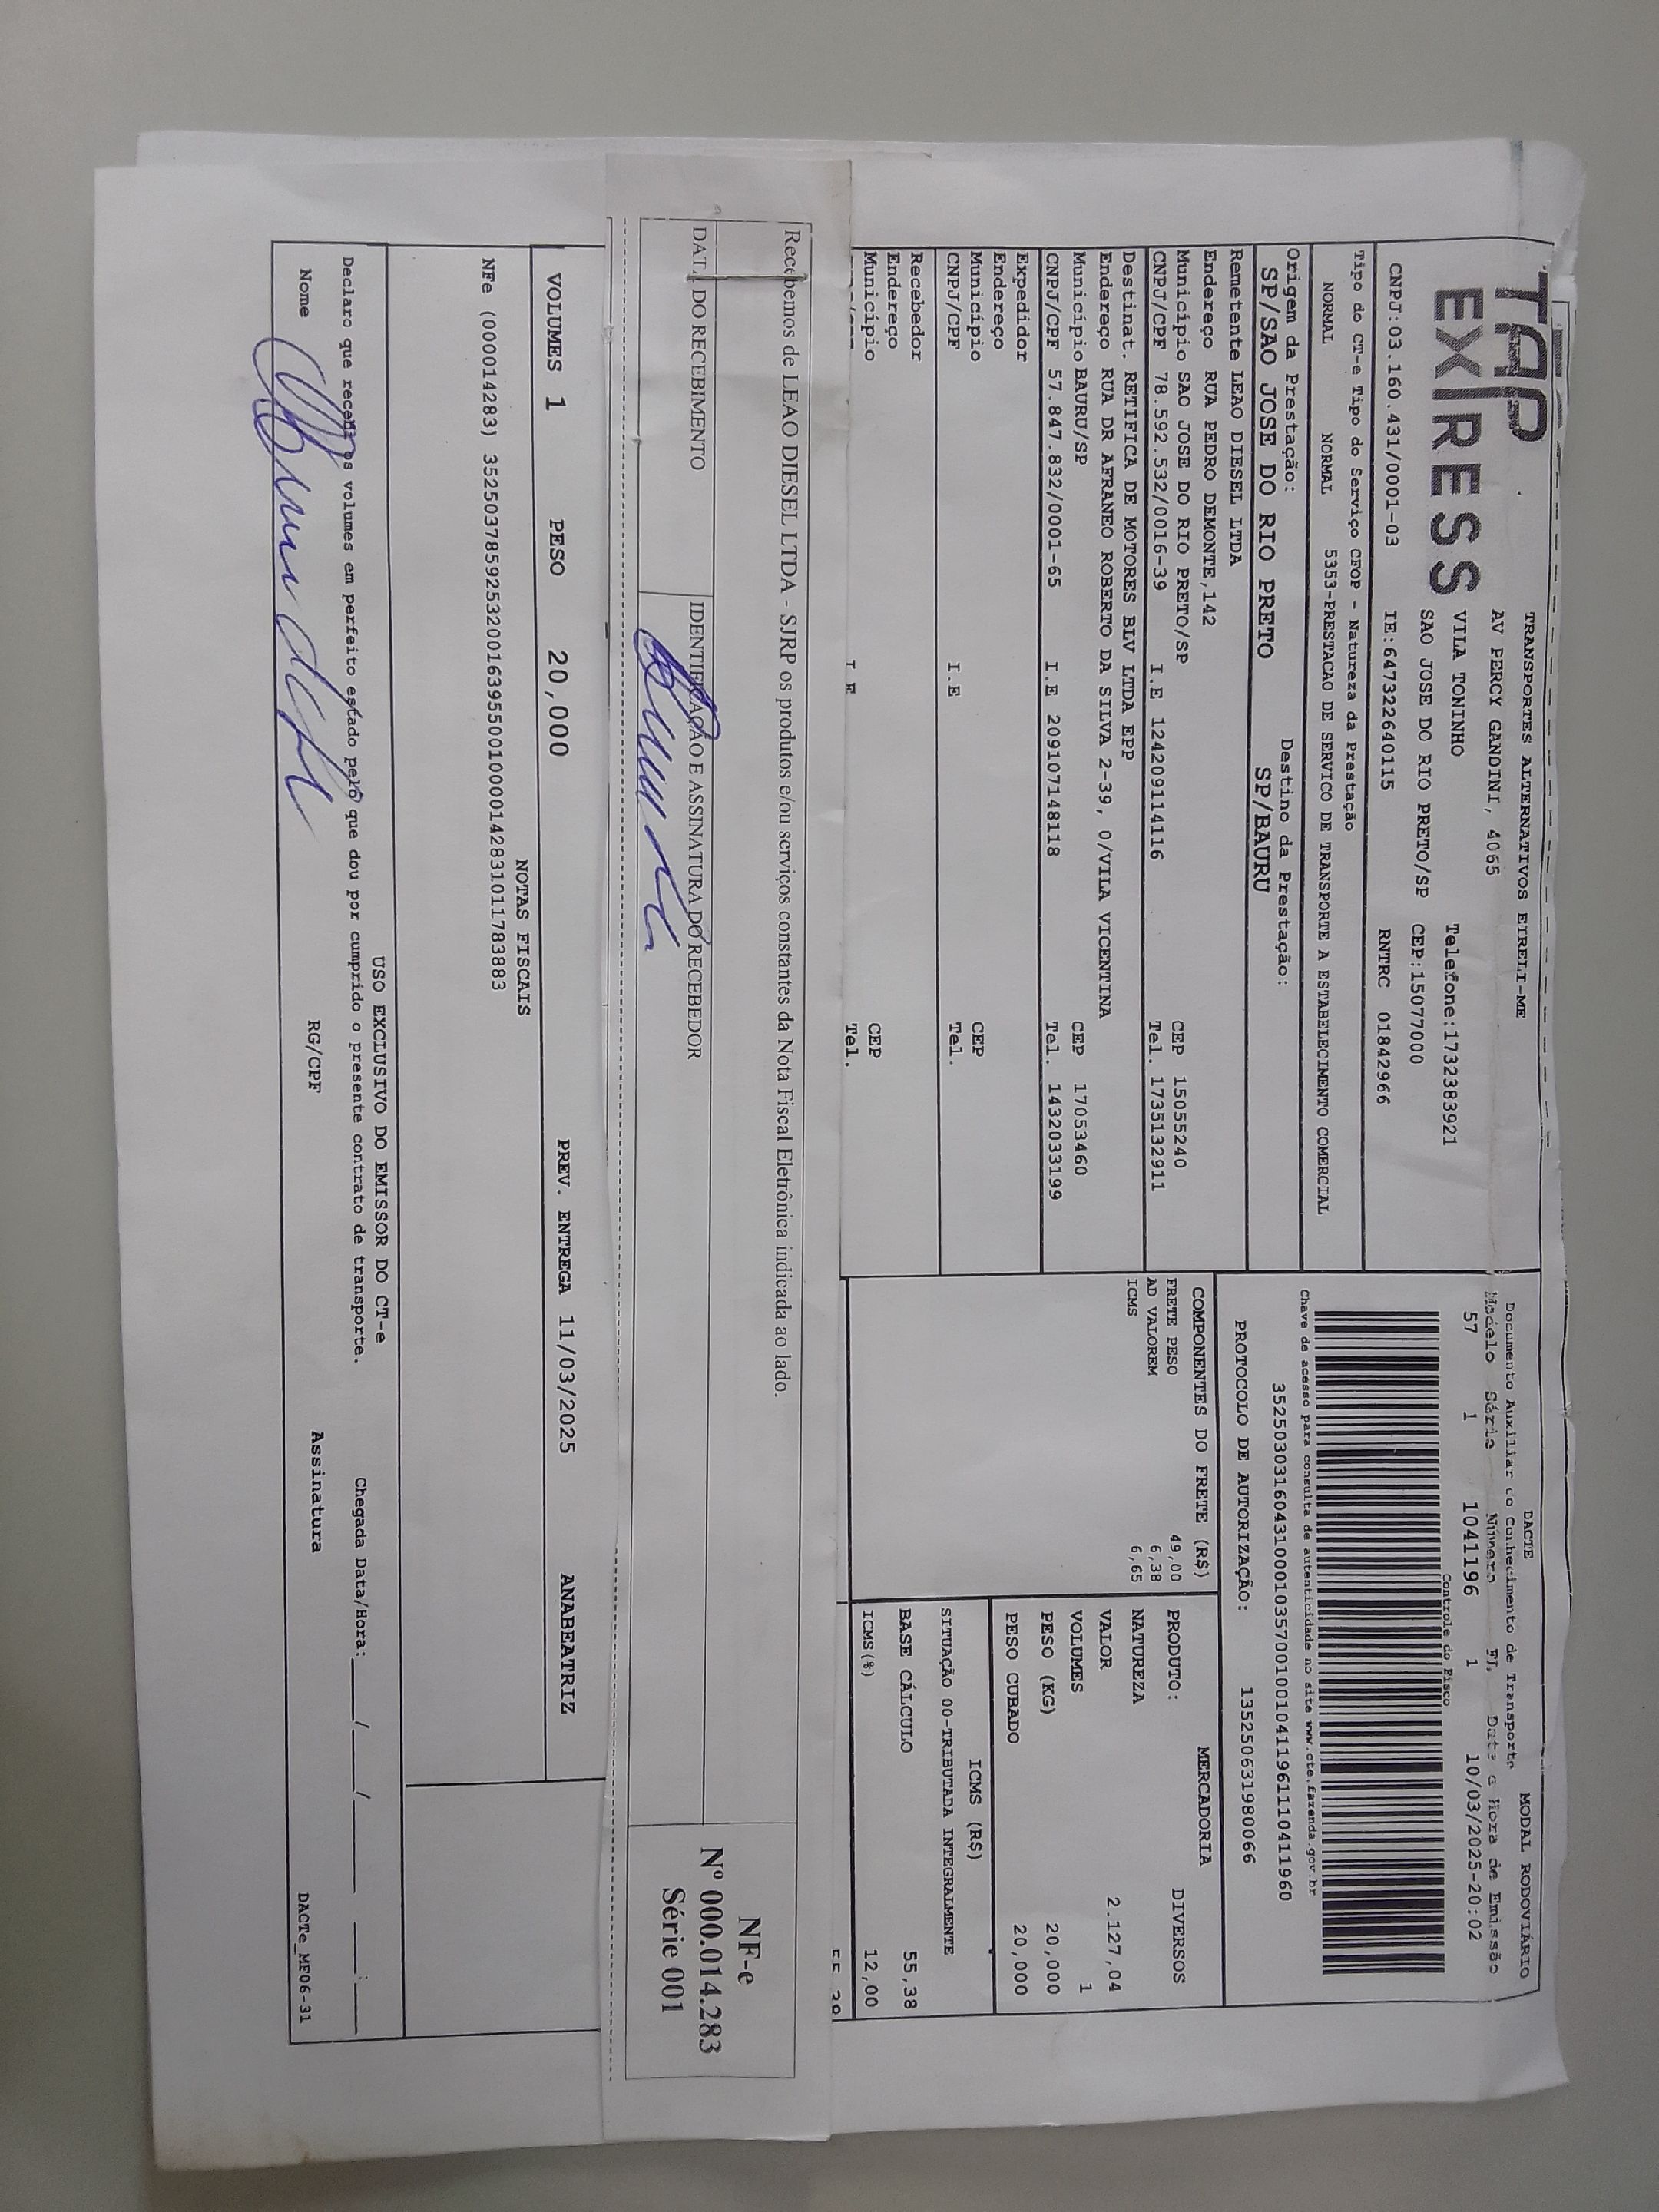 TAP
EXPRESS
TRANSPORTES ALTERNATIVOS EIRELI-ME
AV PERCY GANDINI, 4065
VILA TONINHO Telefone:1732383921
SAO JOSE DO RIO PRETO/SP CEP:15077000
CNPJ:03.160.431/0001-03 IE:647322640115 RNTRC 01842966
Tipo do CT-e Tipo do Serviço CFOP - Natureza da Prestação
NORMAL NORMAL 5353-PRESTACAO DE SERVICO DE TRANSPORTE A ESTABELECIMENTO COMERCIAL
Origem da Prestação: Destino da Prestação:
SP/SAO JOSE DO RIO PRETO SP/BAURU
Remetente LEAO DIESEL LTDA
Endereço RUA PEDRO DEMONTE,142
Município SAO JOSE DO RIO PRETO/SP CEP 15055240
CNPJ/CPF 78.592.532/0016-39 I.E 124209114116 Tel. 1735132911
Destinat. RETIFICA DE MOTORES BLV LTDA EPP
Endereço RUA DR AFRANEO ROBERTO DA SILVA 2-39, 0/VILA VICENTINA
Município BAURU/SP CEP 17053460
CNPJ/CPF 57.847.832/0001-65 I.E 209107148118 Tel. 1432033199
Expedidor
Endereço
Município CEP
CNPJ/CPF I.E Tel.
Recebedor
Endereço
Município CEP
I E Tel.
DACTE MODAL RODOVIÁRIO
Documento Auxiliar do Conhecimento de Transporte
Modelo Série Número FL Data e Hora de Emissão
57 1 1041196 1 10/03/2025-20:02
Controle do Fisco
Chave de acesso para consulta de autenticidade no site www.cte.fazenda.gov.br
35250303160431000103570010010411961110411960
PROTOCOLO DE AUTORIZAÇÃO: 135250631980066
COMPONENTES DO FRETE (R$)
FRETE PESO 49,00
AD VALOREM 6,38
ICMS 6,65
MERCADORIA
PRODUTO: DIVERSOS
NATUREZA
VALOR 2.127,04
VOLUMES 1
PESO (KG) 20,000
PESO CUBADO 20,000
ICMS (R$)
SITUAÇÃO 00-TRIBUTADA INTEGRALMENTE
BASE CÁLCULO 55,38
ICMS(%) 12,00
Recebemos de LEAO DIESEL LTDA - SJRP os produtos e/ou serviços constantes da Nota Fiscal Eletrônica indicada ao lado.
DATA DO RECEBIMENTO IDENTIFICAÇÃO E ASSINATURA DO RECEBEDOR
NF-e
Nº 000.014.283
Série 001
VOLUMES 1 PESO 20,000 PREV. ENTREGA 11/03/2025 ANABEATRIZ
NOTAS FISCAIS
NFe (000014283) 35250378592532001639550010000142831011783883
USO EXCLUSIVO DO EMISSOR DO CT-e
Declaro que recebi os volumes em perfeito estado pelo que dou por cumprido o presente contrato de transporte. Chegada Data/Hora:____/____/______ ___:___
Nome RG/CPF Assinatura
DACTe_MF06-31